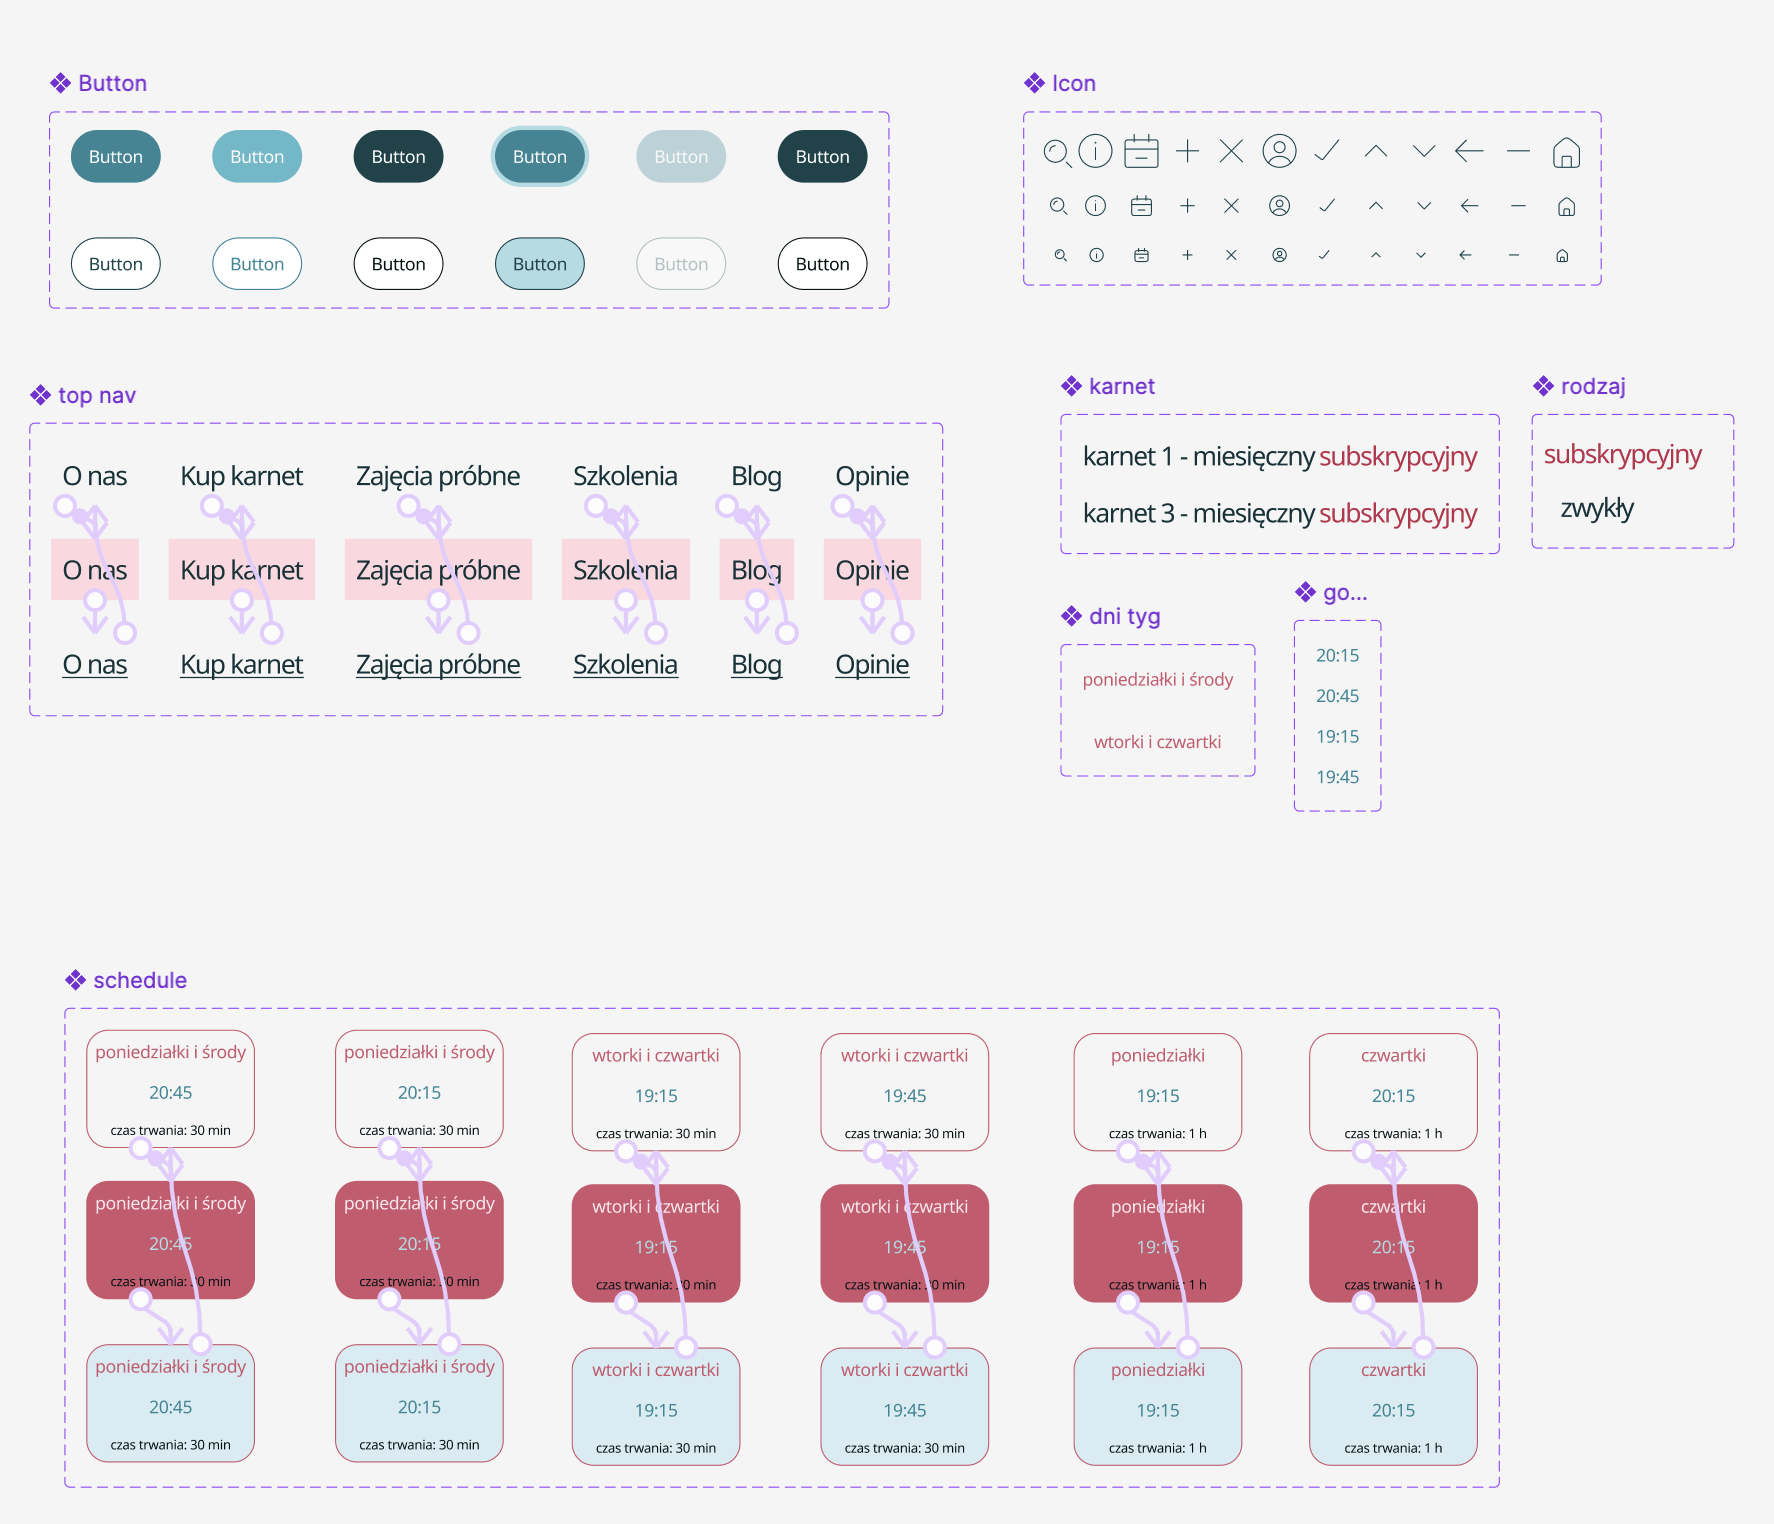 Button
Button Button Button Button Button Button
Button Button Button Button Button Button
Icon
top nav
O nas Kup karnet Zajęcia próbne Szkolenia Blog Opinie
O nas Kup karnet Zajęcia próbne Szkolenia Blog Opinie
O nas Kup karnet Zajęcia próbne Szkolenia Blog Opinie
karnet
karnet 1 - miesięczny subskrypcyjny
karnet 3 - miesięczny subskrypcyjny
rodzaj
subskrypcyjny
zwykły
dni tyg
poniedziałki i środy
wtorki i czwartki
go...
20:15
20:45
19:15
19:45
schedule
poniedziałki i środy poniedziałki i środy wtorki i czwartki wtorki i czwartki poniedziałki czwartki
20:45 20:15 19:15 19:45 19:15 20:15
czas trwania: 30 min czas trwania: 30 min czas trwania: 30 min czas trwania: 30 min czas trwania: 1 h czas trwania: 1 h
poniedziałki i środy poniedziałki i środy wtorki i czwartki wtorki i czwartki poniedziałki czwartki
20:45 20:15 19:15 19:45 19:15 20:15
czas trwania: 30 min czas trwania: 30 min czas trwania: 30 min czas trwania: 30 min czas trwania: 1 h czas trwania: 1 h
poniedziałki i środy poniedziałki i środy wtorki i czwartki wtorki i czwartki poniedziałki czwartki
20:45 20:15 19:15 19:45 19:15 20:15
czas trwania: 30 min czas trwania: 30 min czas trwania: 30 min czas trwania: 30 min czas trwania: 1 h czas trwania: 1 h